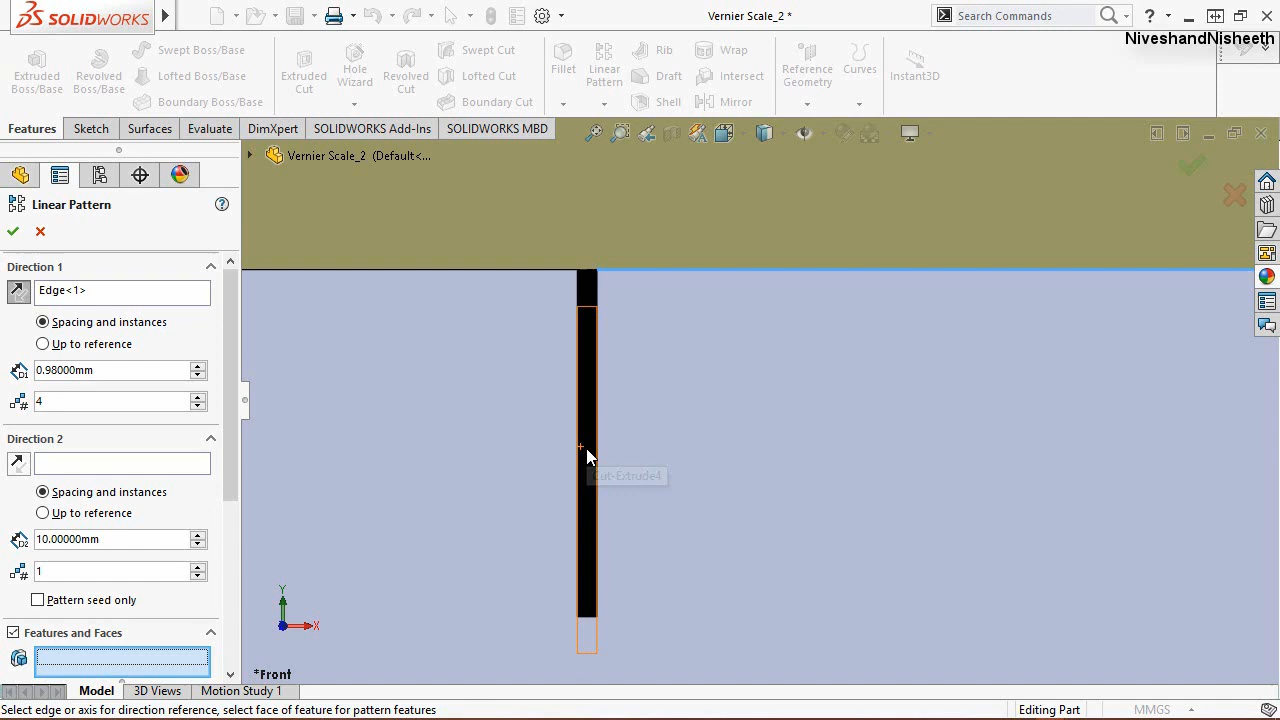 SOLIDWORKS
Vernier Scale_2 *
Search Commands
NiveshandNisheeth
Extruded Boss/Base
Revolved Boss/Base
Swept Boss/Base
Lofted Boss/Base
Boundary Boss/Base
Extruded Cut
Hole Wizard
Revolved Cut
Swept Cut
Lofted Cut
Boundary Cut
Fillet
Linear Pattern
Rib
Draft
Shell
Wrap
Intersect
Mirror
Reference Geometry
Curves
Instant3D
Features
Sketch
Surfaces
Evaluate
DimXpert
SOLIDWORKS Add-Ins
SOLIDWORKS MBD
Vernier Scale_2 (Default<...
Linear Pattern
Direction 1
Edge<1>
Spacing and instances
Up to reference
D1
0.98000mm
4
Direction 2
Spacing and instances
Up to reference
D2
10.00000mm
1
Pattern seed only
Features and Faces
Cut-Extrude4
Y
X
*Front
Model
3D Views
Motion Study 1
Select edge or axis for direction reference, select face of feature for pattern features
Editing Part
MMGS